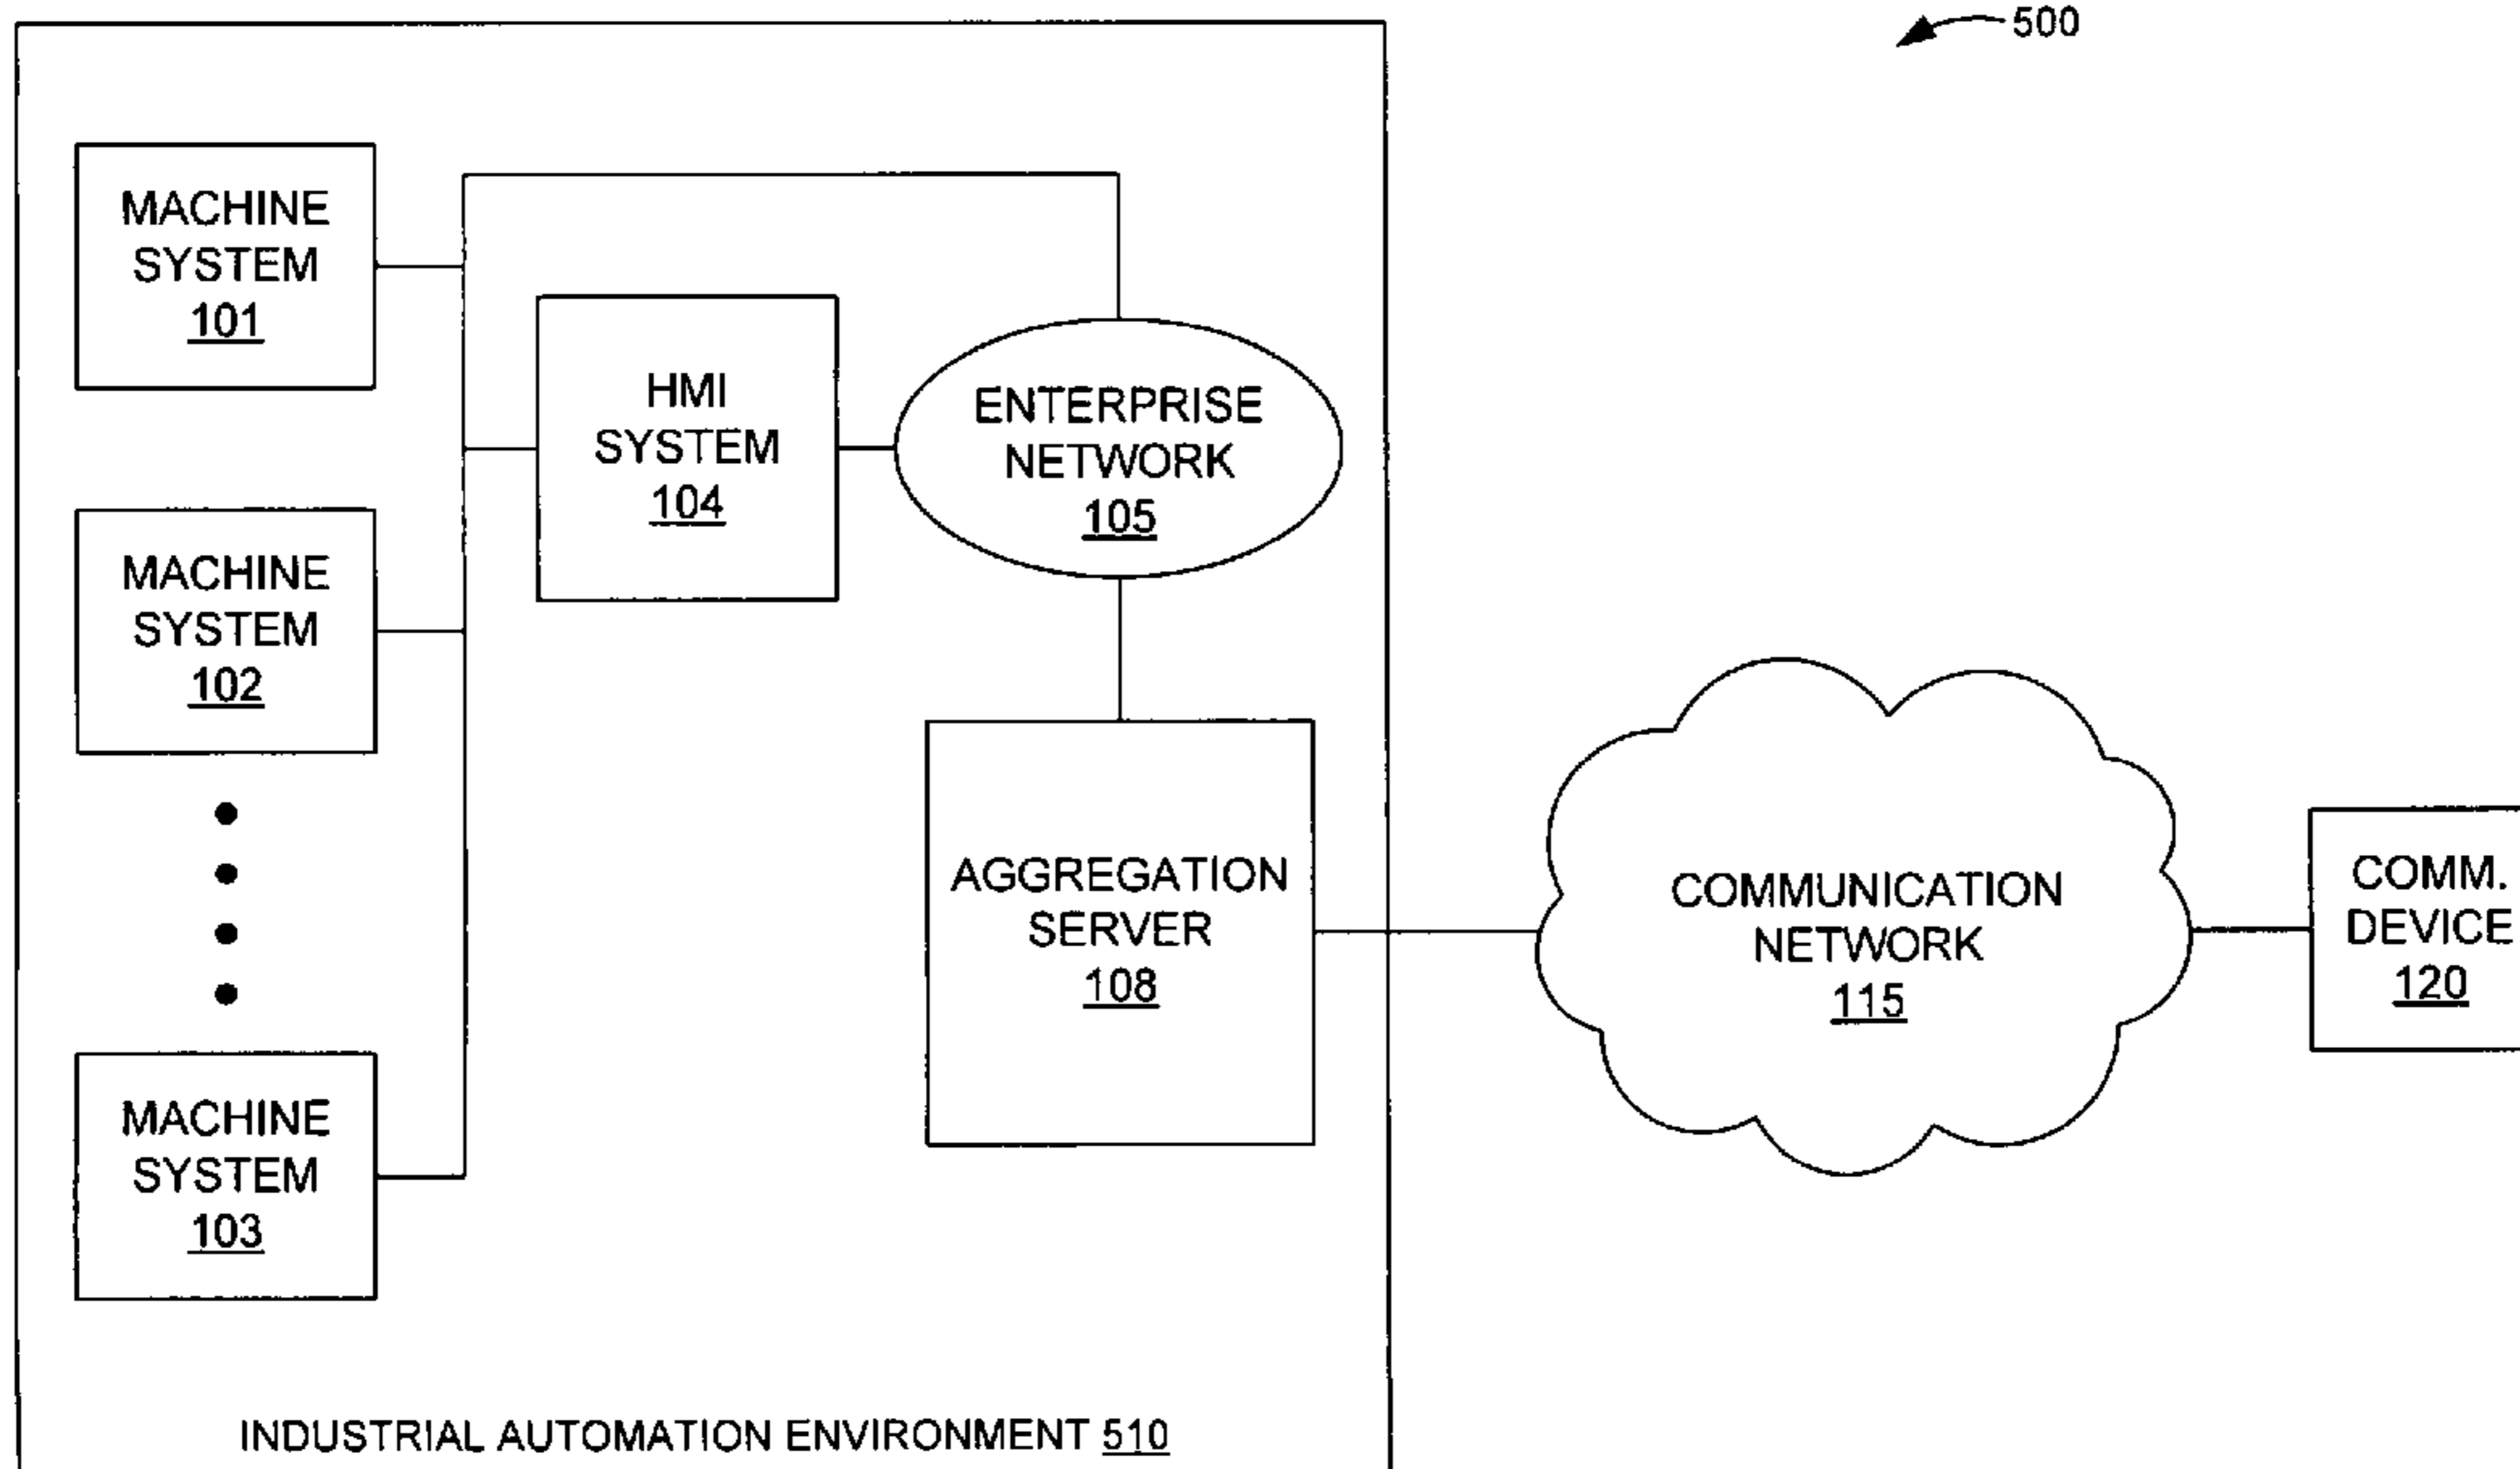 500
MACHINE
SYSTEM
101
HMI
SYSTEM
104
ENTERPRISE
NETWORK
105
MACHINE
SYSTEM
102
AGGREGATION
SERVER
108
COMMUNICATION
NETWORK
115
COMM.
DEVICE
120
MACHINE
SYSTEM
103
INDUSTRIAL AUTOMATION ENVIRONMENT 510